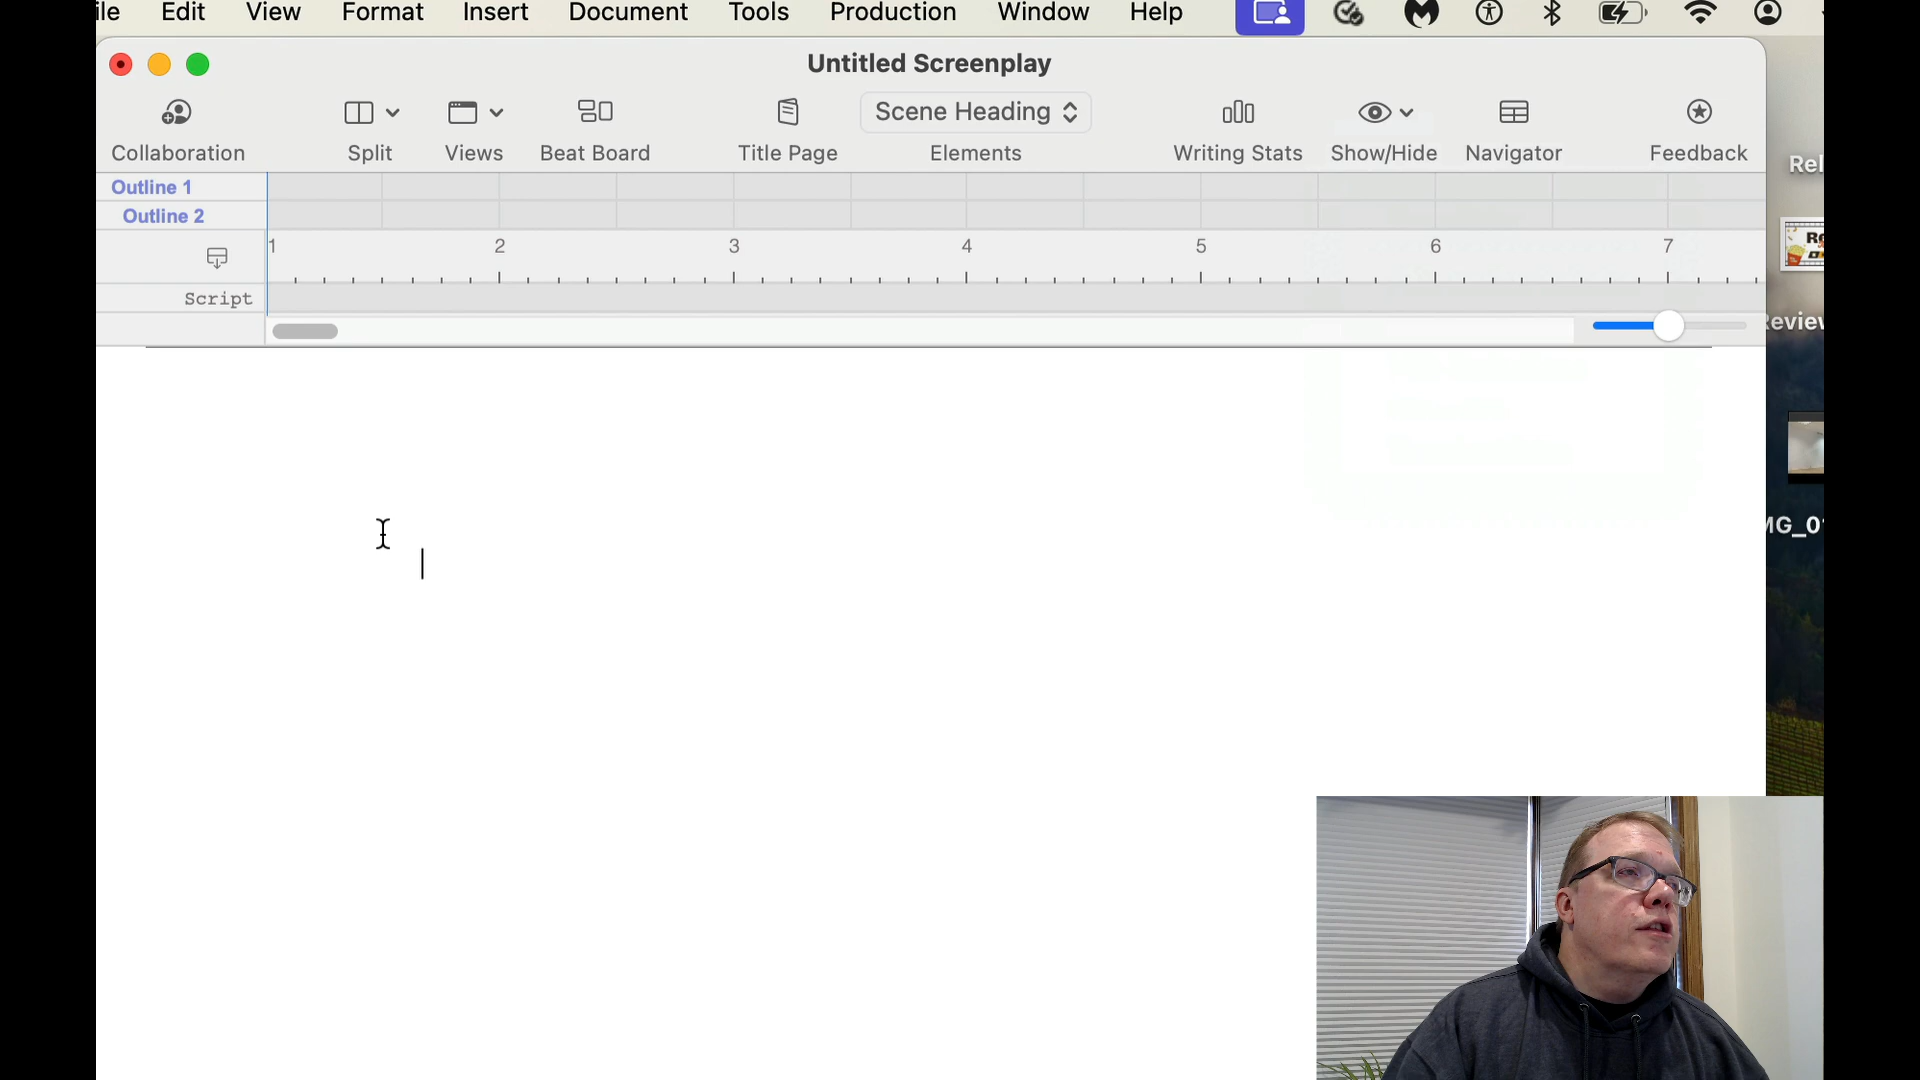 ile Edit View Format Insert Document Tools Production Window Help
Untitled Screenplay
Scene Heading
Collaboration Split Views Beat Board Title Page Elements Writing Stats Show/Hide Navigator Feedback
Rel
Outline 1
Outline 2
1 2 3 4 5 6 7
Script
Review
MG_01